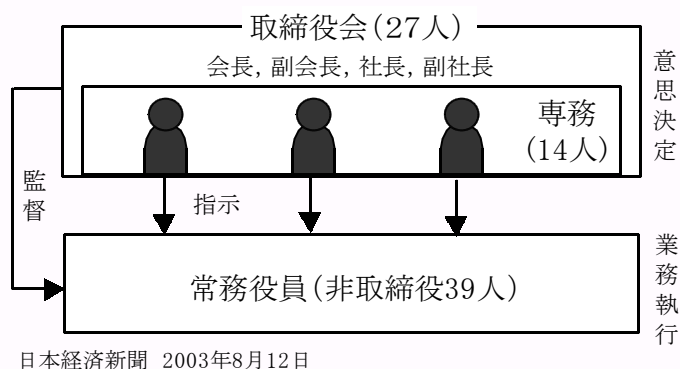 取締役会(27人)
会長, 副会長, 社長, 副社長
専務
(14人)
意思決定
監督
指示
常務役員(非取締役39人)
業務執行
日本経済新聞 2003年8月12日